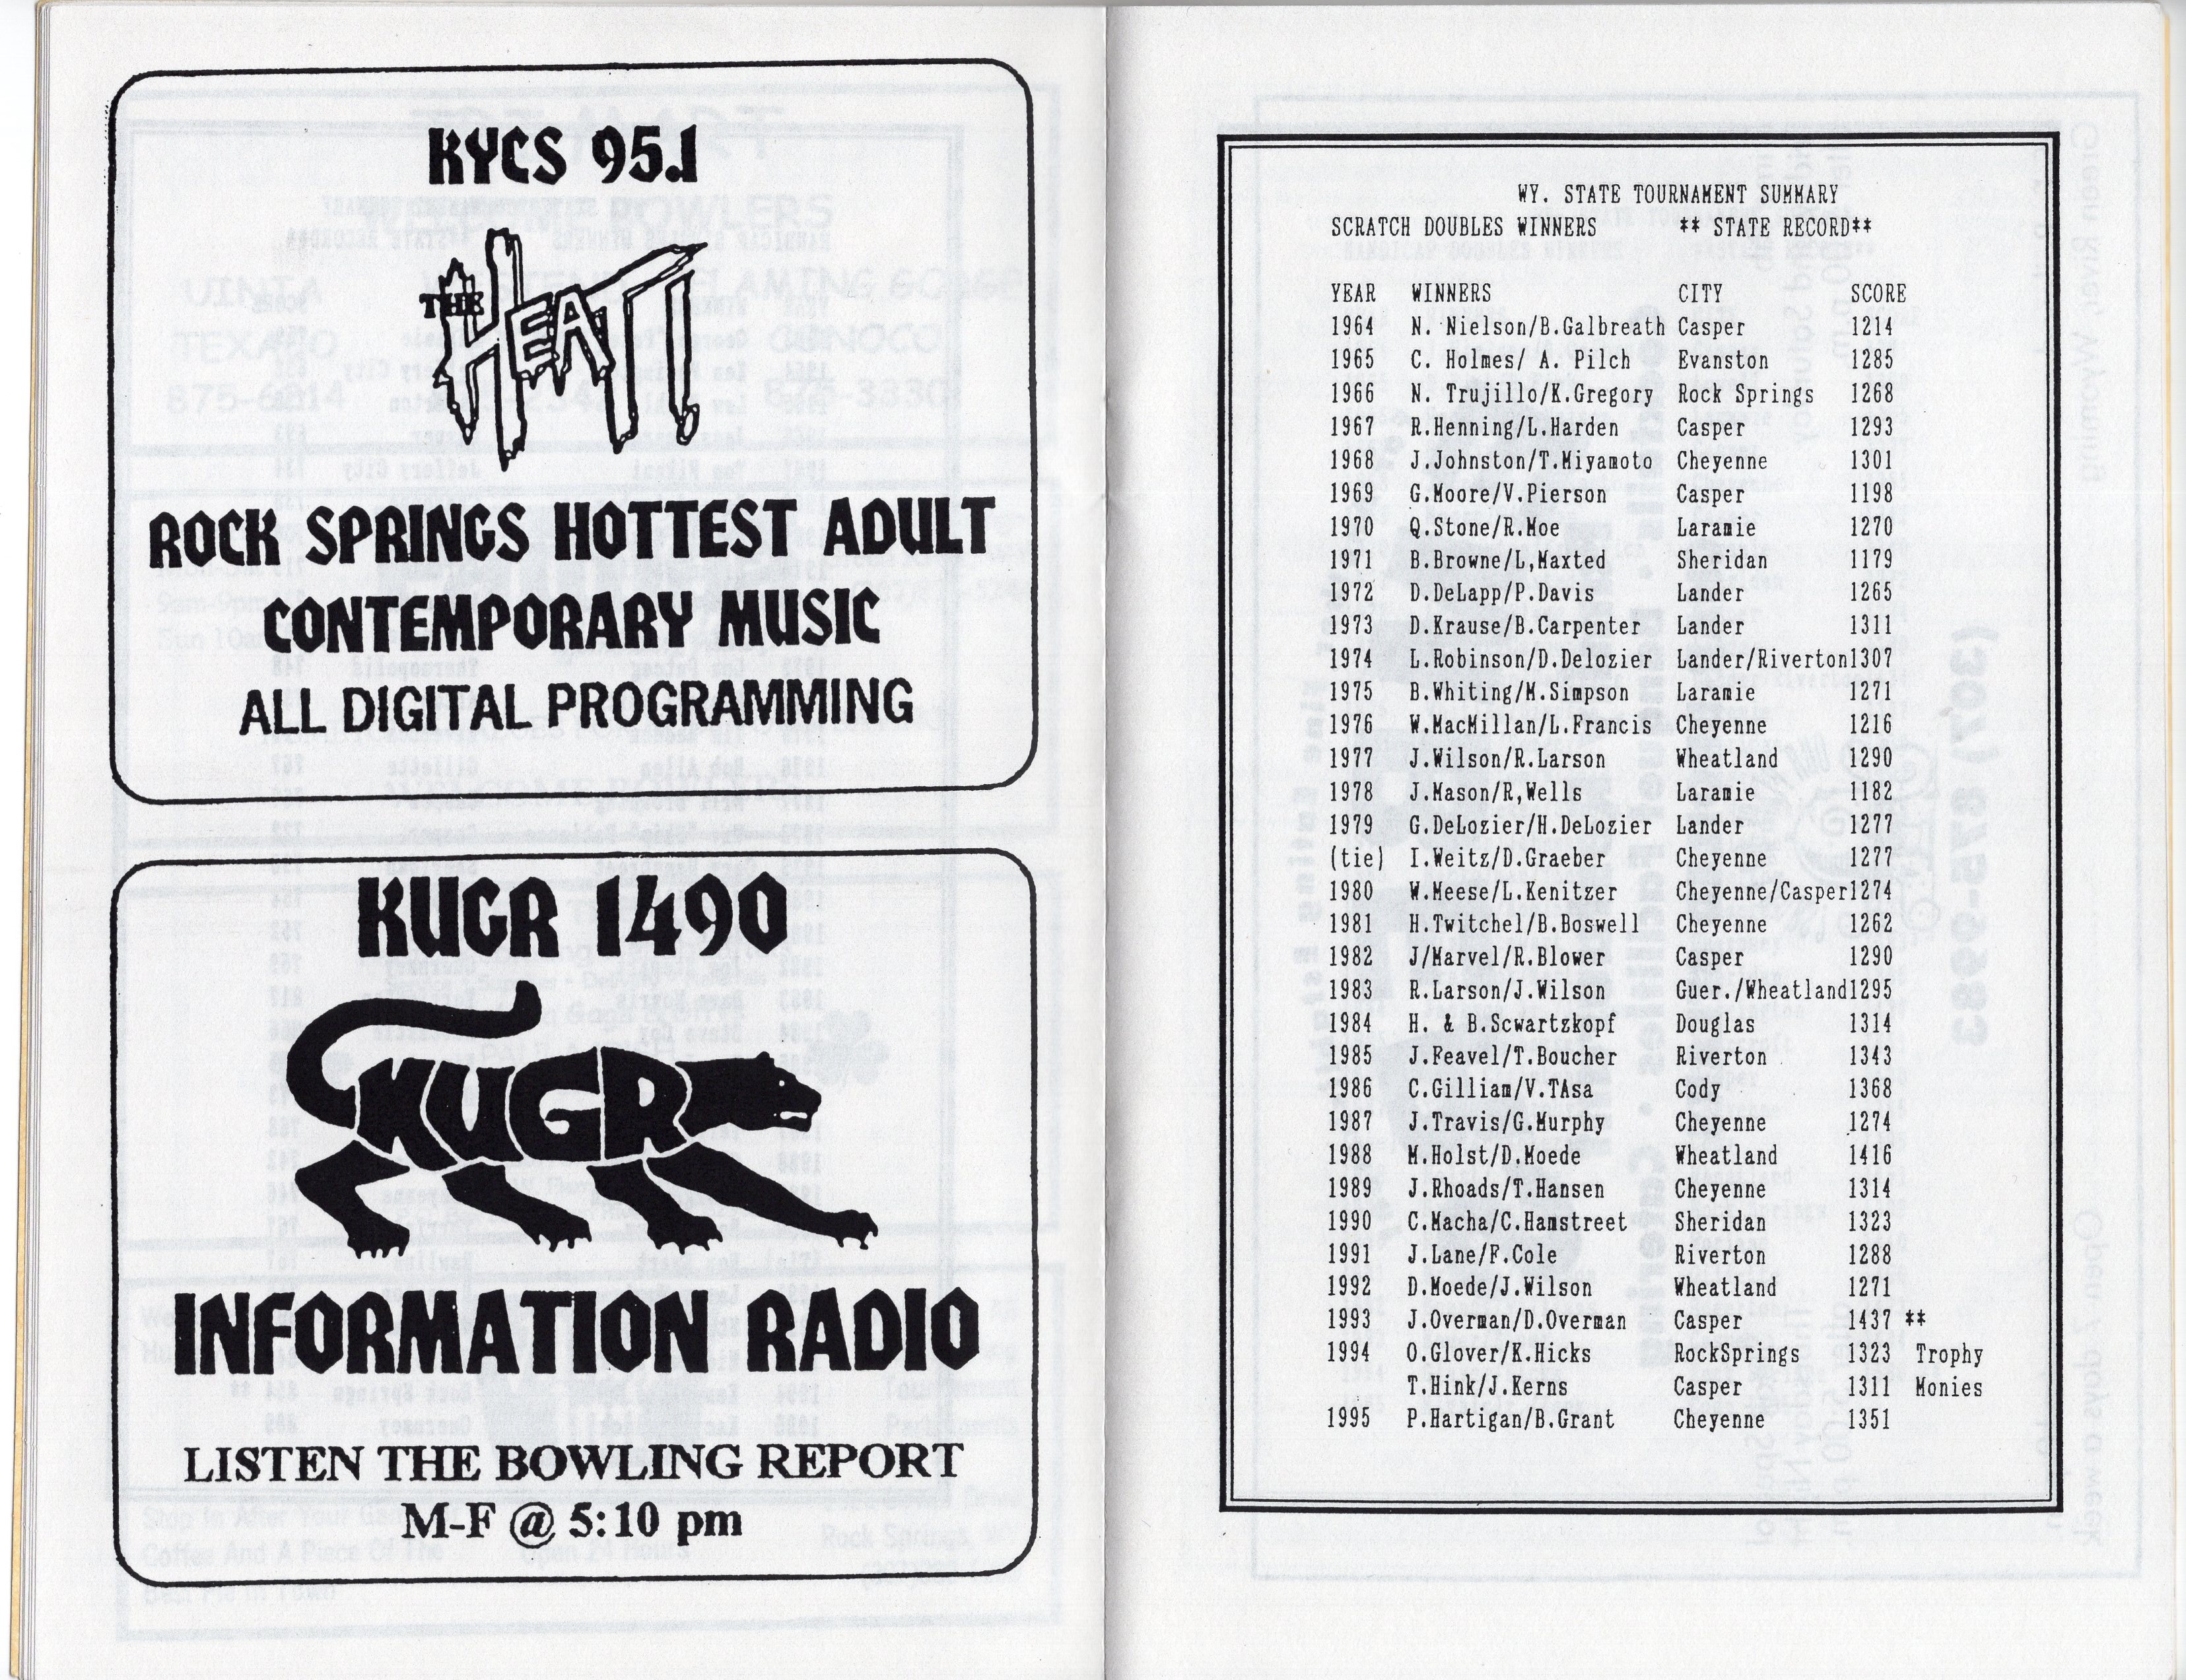 KYCS 95.1
THE HEAT
ROCK SPRINGS HOTTEST ADULT
CONTEMPORARY MUSIC
ALL DIGITAL PROGRAMMING
KUGR 1490
KUGR
INFORMATION RADIO
LISTEN THE BOWLING REPORT
M-F @ 5:10 pm
WY. STATE TOURNAMENT SUMMARY
SCRATCH DOUBLES WINNERS ** STATE RECORD**
YEAR WINNERS CITY SCORE
1964 N. Nielson/B.Galbreath Casper 1214
1965 C. Holmes/ A. Pilch Evanston 1285
1966 N. Trujillo/K.Gregory Rock Springs 1268
1967 R.Henning/L.Harden Casper 1293
1968 J.Johnston/T.Miyamoto Cheyenne 1301
1969 G.Moore/V.Pierson Casper 1198
1970 Q.Stone/R.Moe Laramie 1270
1971 B.Browne/L,Maxted Sheridan 1179
1972 D.DeLapp/P.Davis Lander 1265
1973 D.Krause/B.Carpenter Lander 1311
1974 L.Robinson/D.Delozier Lander/Riverton1307
1975 B.Whiting/M.Simpson Laramie 1271
1976 W.MacMillan/L.Francis Cheyenne 1216
1977 J.Wilson/R.Larson Wheatland 1290
1978 J.Mason/R,Wells Laramie 1182
1979 G.DeLozier/H.DeLozier Lander 1277
(tie) I.Weitz/D.Graeber Cheyenne 1277
1980 W.Meese/L.Kenitzer Cheyenne/Casper1274
1981 H.Twitchel/B.Boswell Cheyenne 1262
1982 J/Marvel/R.Blower Casper 1290
1983 R.Larson/J.Wilson Guer./Wheatland1295
1984 H. & B.Scwartzkopf Douglas 1314
1985 J.Feavel/T.Boucher Riverton 1343
1986 C.Gilliam/V.TAsa Cody 1368
1987 J.Travis/G.Murphy Cheyenne 1274
1988 M.Holst/D.Moede Wheatland 1416
1989 J.Rhoads/T.Hansen Cheyenne 1314
1990 C.Macha/C.Hamstreet Sheridan 1323
1991 J.Lane/F.Cole Riverton 1288
1992 D.Moede/J.Wilson Wheatland 1271
1993 J.Overman/D.Overman Casper 1437 **
1994 O.Glover/K.Hicks RockSprings 1323 Trophy
T.Hink/J.Kerns Casper 1311 Monies
1995 P.Hartigan/B.Grant Cheyenne 1351